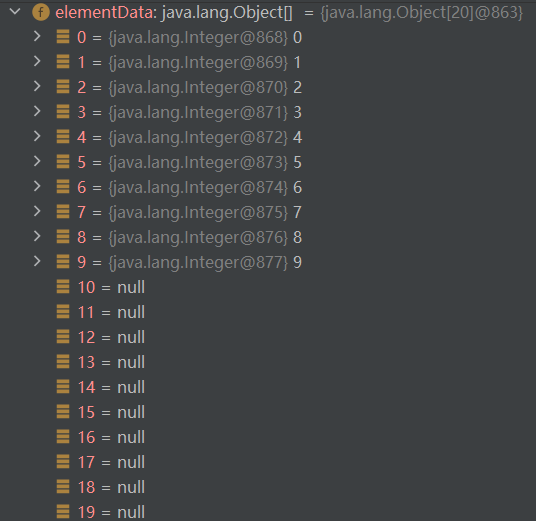 f elementData: java.lang.Object[] = {java.lang.Object[20]@863}
0 = {java.lang.Integer@868} 0
1 = {java.lang.Integer@869} 1
2 = {java.lang.Integer@870} 2
3 = {java.lang.Integer@871} 3
4 = {java.lang.Integer@872} 4
5 = {java.lang.Integer@873} 5
6 = {java.lang.Integer@874} 6
7 = {java.lang.Integer@875} 7
8 = {java.lang.Integer@876} 8
9 = {java.lang.Integer@877} 9
10 = null
11 = null
12 = null
13 = null
14 = null
15 = null
16 = null
17 = null
18 = null
19 = null